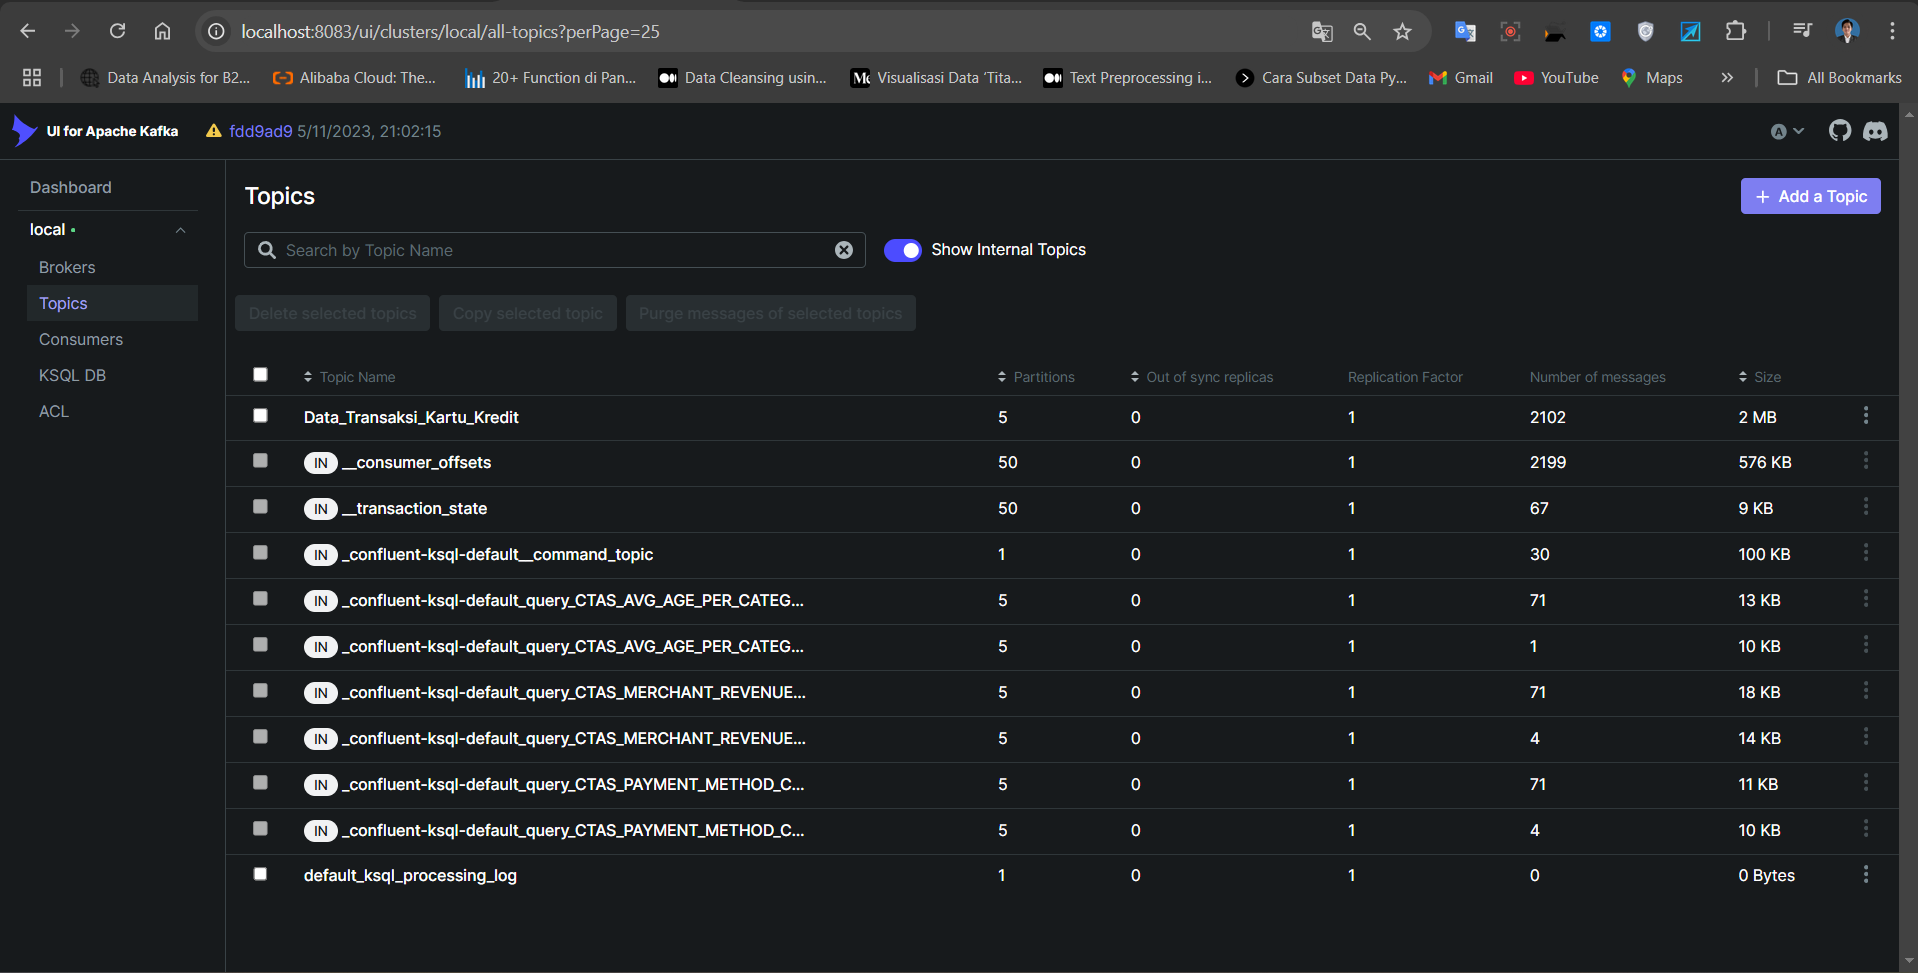 localhost:8083/ui/clusters/local/all-topics?perPage=25
Data Analysis for B2... Alibaba Cloud: The... 20+ Function di Pan... Data Cleansing usin... Visualisasi Data ‘Tita... Text Preprocessing i... Cara Subset Data Py... Gmail YouTube Maps » All Bookmarks
UI for Apache Kafka fdd9ad9 5/11/2023, 21:02:15 A
Dashboard
local
Brokers
Topics
Consumers
KSQL DB
ACL
Topics
+ Add a Topic
Search by Topic Name Show Internal Topics
Delete selected topics Copy selected topic Purge messages of selected topics
Topic Name Partitions Out of sync replicas Replication Factor Number of messages Size
Data_Transaksi_Kartu_Kredit 5 0 1 2102 2 MB
IN __consumer_offsets 50 0 1 2199 576 KB
IN __transaction_state 50 0 1 67 9 KB
IN _confluent-ksql-default__command_topic 1 0 1 30 100 KB
IN _confluent-ksql-default_query_CTAS_AVG_AGE_PER_CATEG... 5 0 1 71 13 KB
IN _confluent-ksql-default_query_CTAS_AVG_AGE_PER_CATEG... 5 0 1 1 10 KB
IN _confluent-ksql-default_query_CTAS_MERCHANT_REVENUE... 5 0 1 71 18 KB
IN _confluent-ksql-default_query_CTAS_MERCHANT_REVENUE... 5 0 1 4 14 KB
IN _confluent-ksql-default_query_CTAS_PAYMENT_METHOD_C... 5 0 1 71 11 KB
IN _confluent-ksql-default_query_CTAS_PAYMENT_METHOD_C... 5 0 1 4 10 KB
default_ksql_processing_log 1 0 1 0 0 Bytes